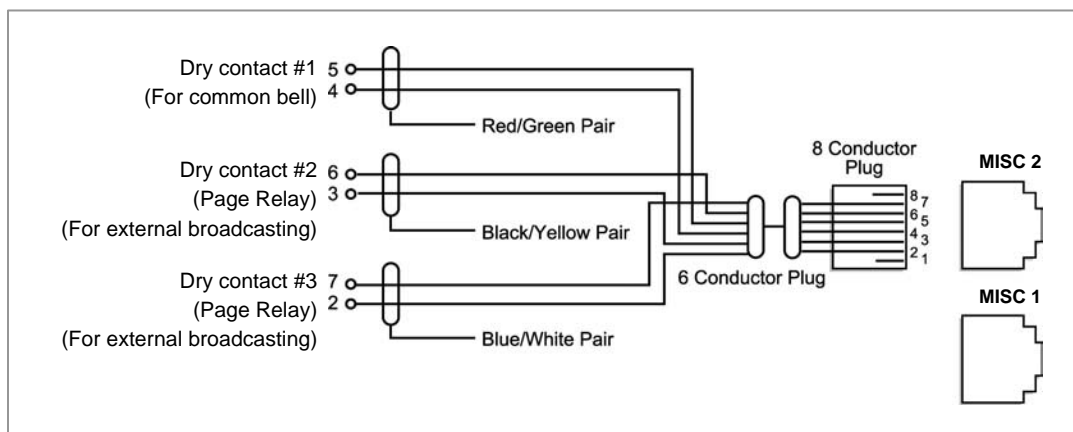 Dry contact #1 5
(For common bell) 4
Red/Green Pair
Dry contact #2 6
(Page Relay) 3
(For external broadcasting)
Black/Yellow Pair
Dry contact #3 7
(Page Relay) 2
(For external broadcasting)
Blue/White Pair
6 Conductor Plug
8 Conductor
Plug
8
7
6
5
4
3
2
1
MISC 2
MISC 1